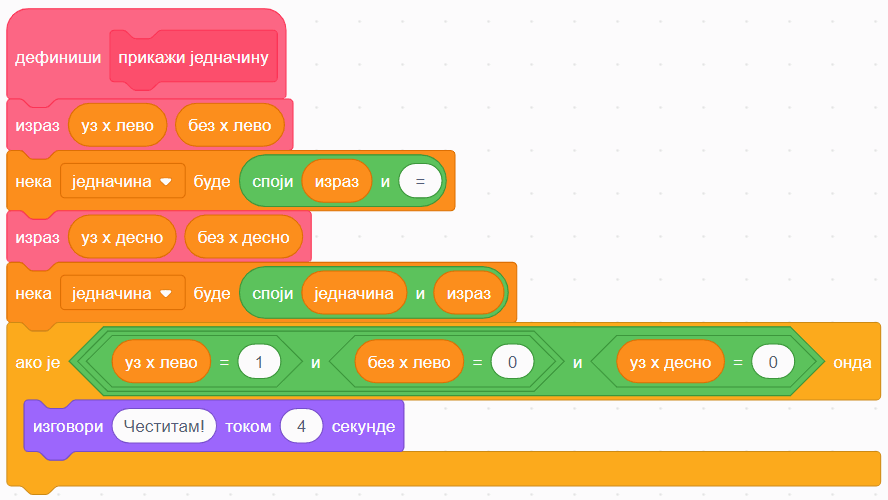 дефиниши прикажи једначину
израз уз x лево без x лево
нека једначина буде споји израз и =
израз уз x десно без x десно
нека једначина буде споји једначина и израз
ако је уз x лево = 1 и без x лево = 0 и уз x десно = 0 онда
изговори Честитам! током 4 секунде